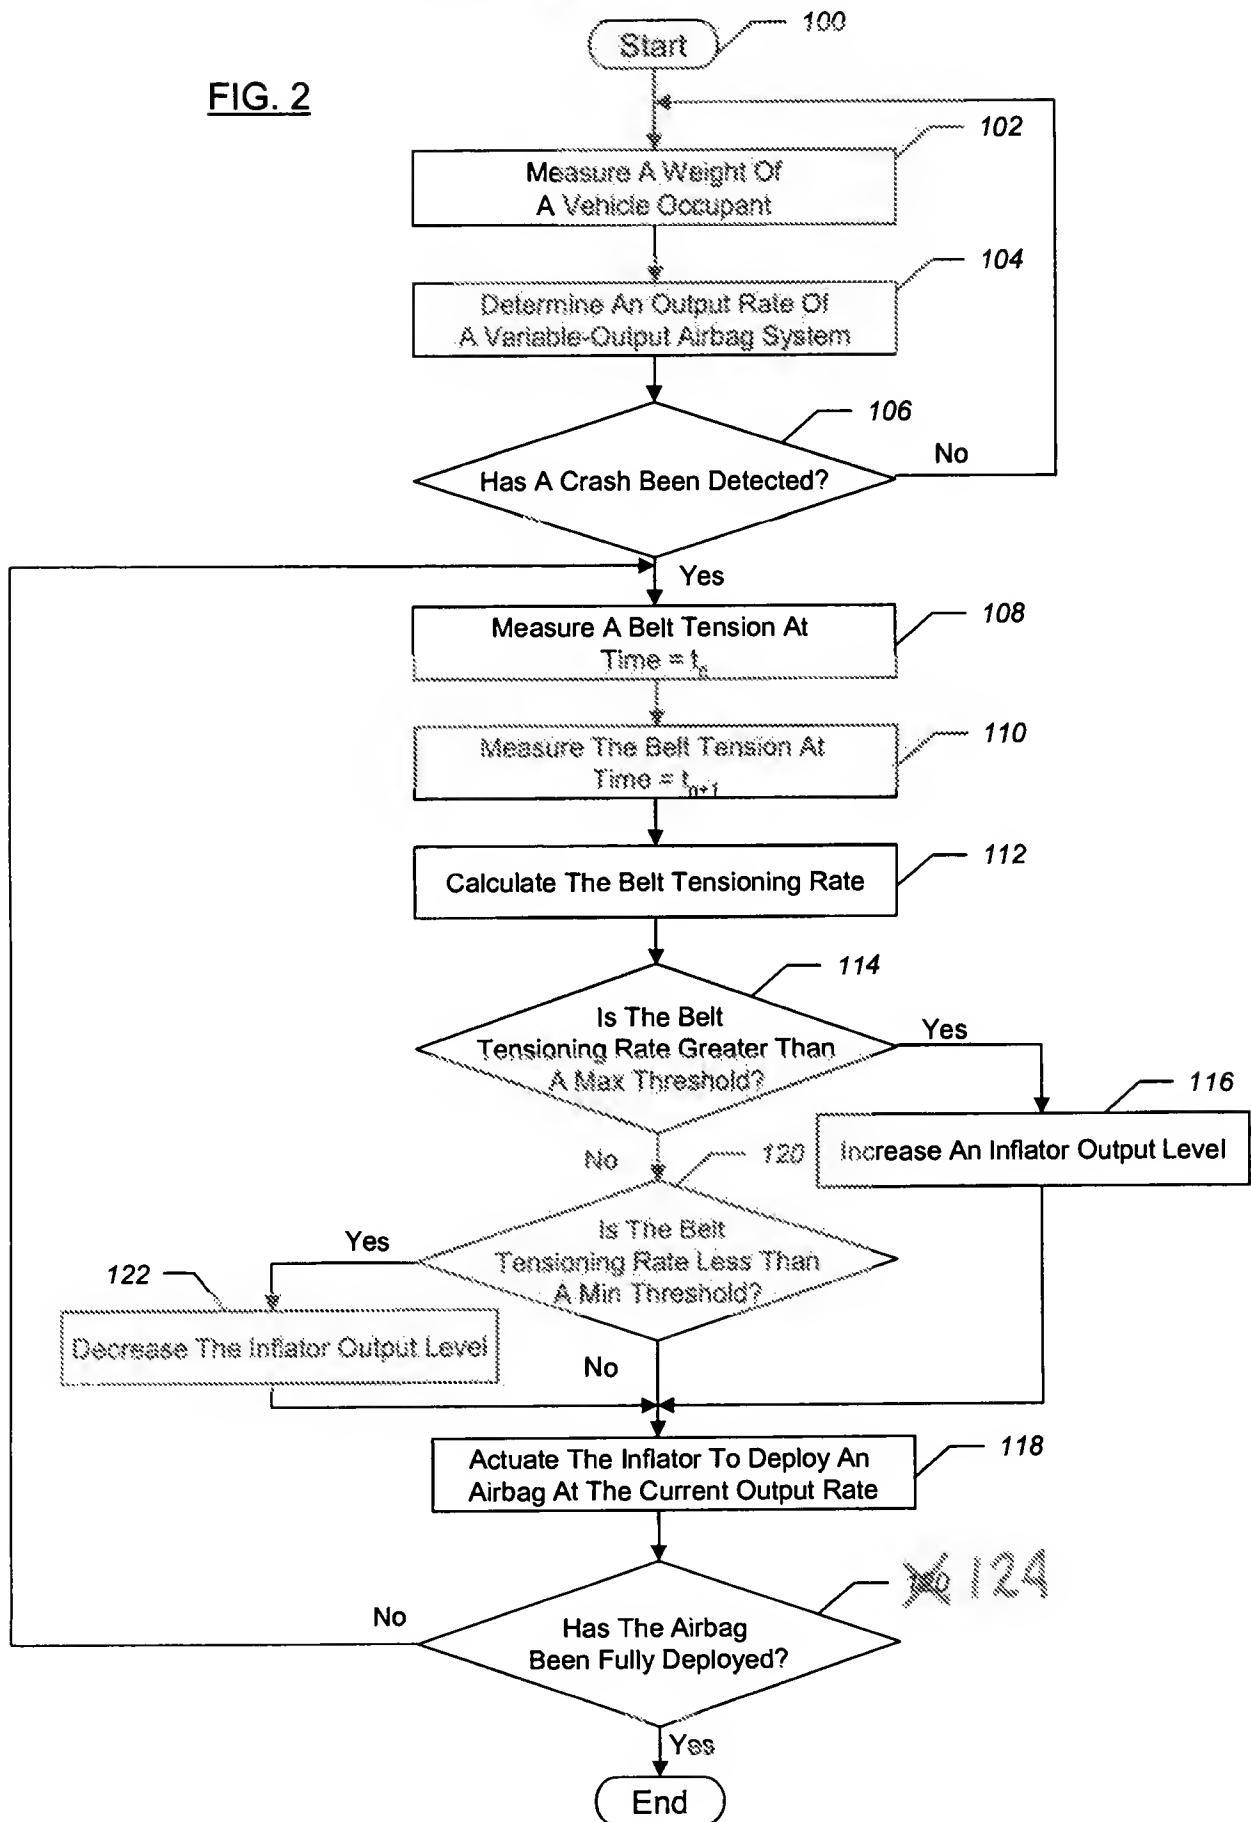 Start
100
FIG. 2
102
Measure A Weight Of
A Vehicle Occupant
104
Determine An Output Rate Of
A Variable-Output Airbag System
106
Has A Crash Been Detected?
No
Yes
108
Measure A Belt Tension At
Time = tn
110
Measure The Belt Tension At
Time = tn+1
112
Calculate The Belt Tensioning Rate
114
Is The Belt
Tensioning Rate Greater Than
A Max Threshold?
Yes
116
Increase An Inflator Output Level
No
120
Is The Belt
Tensioning Rate Less Than
A Min Threshold?
Yes
122
Decrease The Inflator Output Level
No
118
Actuate The Inflator To Deploy An
Airbag At The Current Output Rate
124
Has The Airbag
Been Fully Deployed?
No
Yes
End